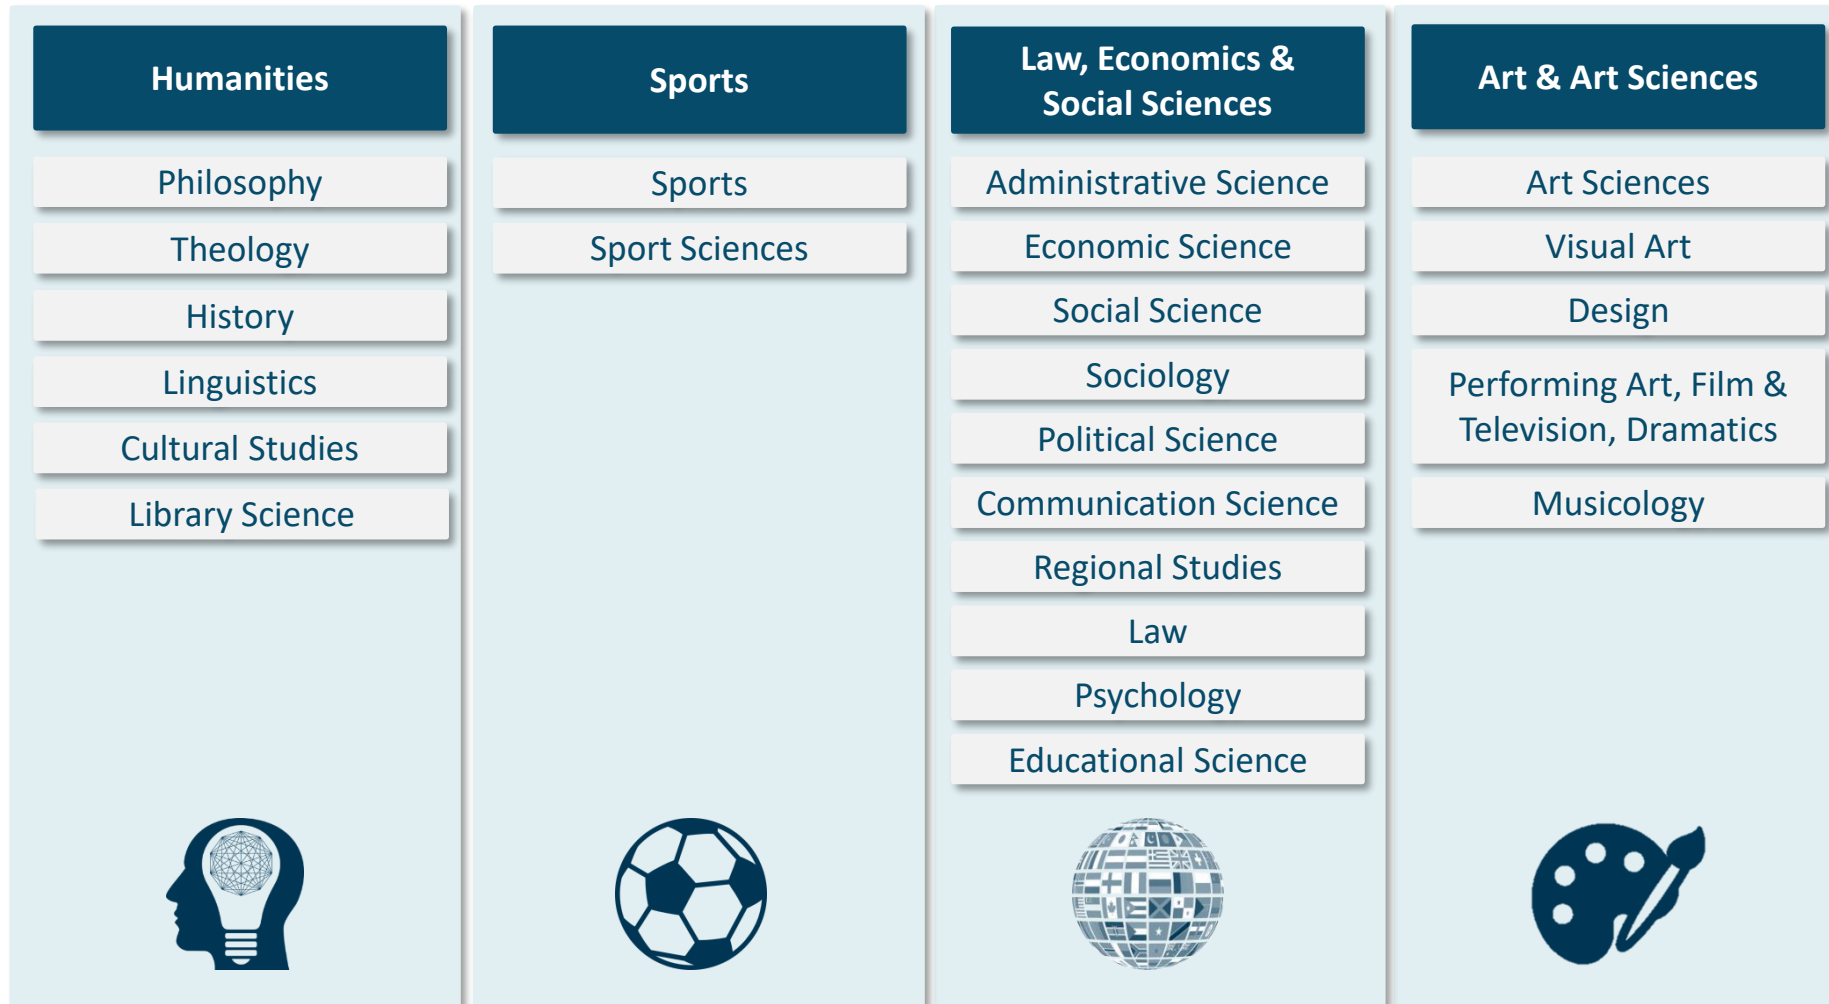 Humanities
Philosophy
Theology
History
Linguistics
Cultural Studies
Library Science
Sports
Sports
Sport Sciences
Law, Economics &
Social Sciences
Administrative Science
Economic Science
Social Science
Sociology
Political Science
Communication Science
Regional Studies
Law
Psychology
Educational Science
Art & Art Sciences
Art Sciences
Visual Art
Design
Performing Art, Film &
Television, Dramatics
Musicology